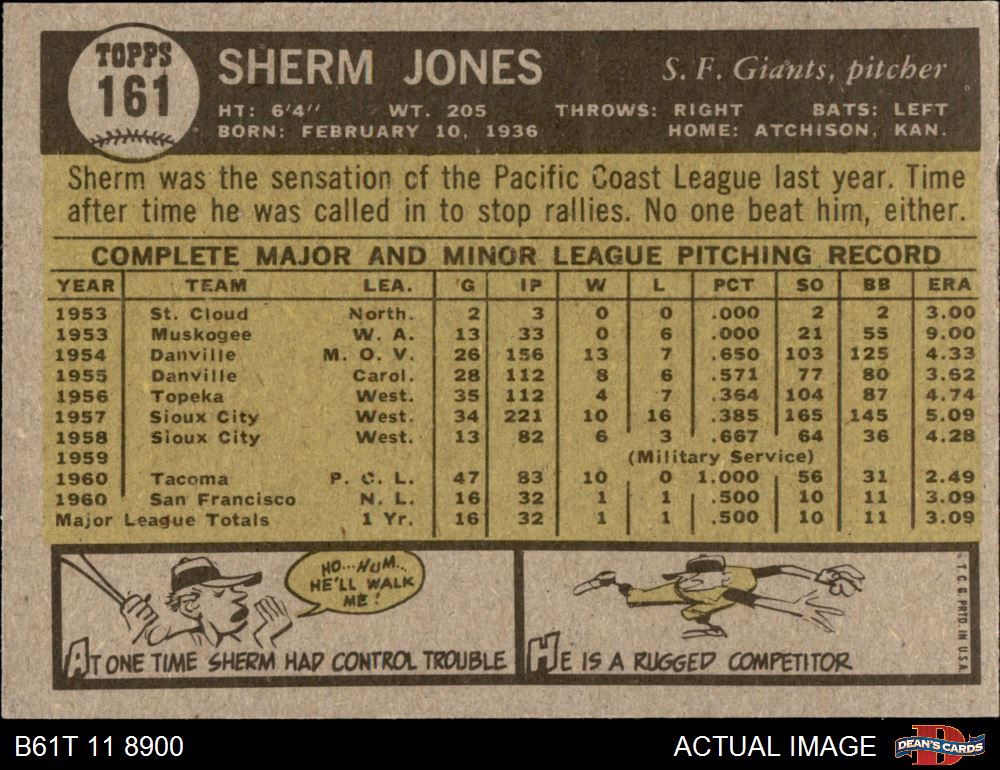 TOPPS
161
SHERM JONES
S. F. Giants, pitcher
HT: 6'4'' WT. 205 THROWS: RIGHT BATS: LEFT
BORN: FEBRUARY 10, 1936 HOME: ATCHISON, KAN.
Sherm was the sensation of the Pacific Coast League last year. Time
after time he was called in to stop rallies. No one beat him, either.
COMPLETE MAJOR AND MINOR LEAGUE PITCHING RECORD
YEAR TEAM LEA. G IP W L PCT SO BB ERA
1953 St. Cloud North. 2 3 0 0 .000 2 2 3.00
1953 Muskogee W. A. 13 33 0 6 .000 21 55 9.00
1954 Danville M. O. V. 26 156 13 7 .650 103 125 4.33
1955 Danville Carol. 28 112 8 6 .571 77 80 3.62
1956 Topeka West. 35 112 4 7 .364 104 87 4.74
1957 Sioux City West. 34 221 10 16 .385 165 145 5.09
1958 Sioux City West. 13 82 6 3 .667 64 36 4.28
1959 (Military Service)
1960 Tacoma P. C. L. 47 83 10 0 1.000 56 31 2.49
1960 San Francisco N. L. 16 32 1 1 .500 10 11 3.09
Major League Totals 1 Yr. 16 32 1 1 .500 10 11 3.09
HO...HUM..
HE'LL WALK
ME!
AT ONE TIME SHERM HAD CONTROL TROUBLE
HE IS A RUGGED COMPETITOR
© T. C. G. PRTD. IN U.S.A.
B61T 11 8900
ACTUAL IMAGE
D
DEAN'S CARDS